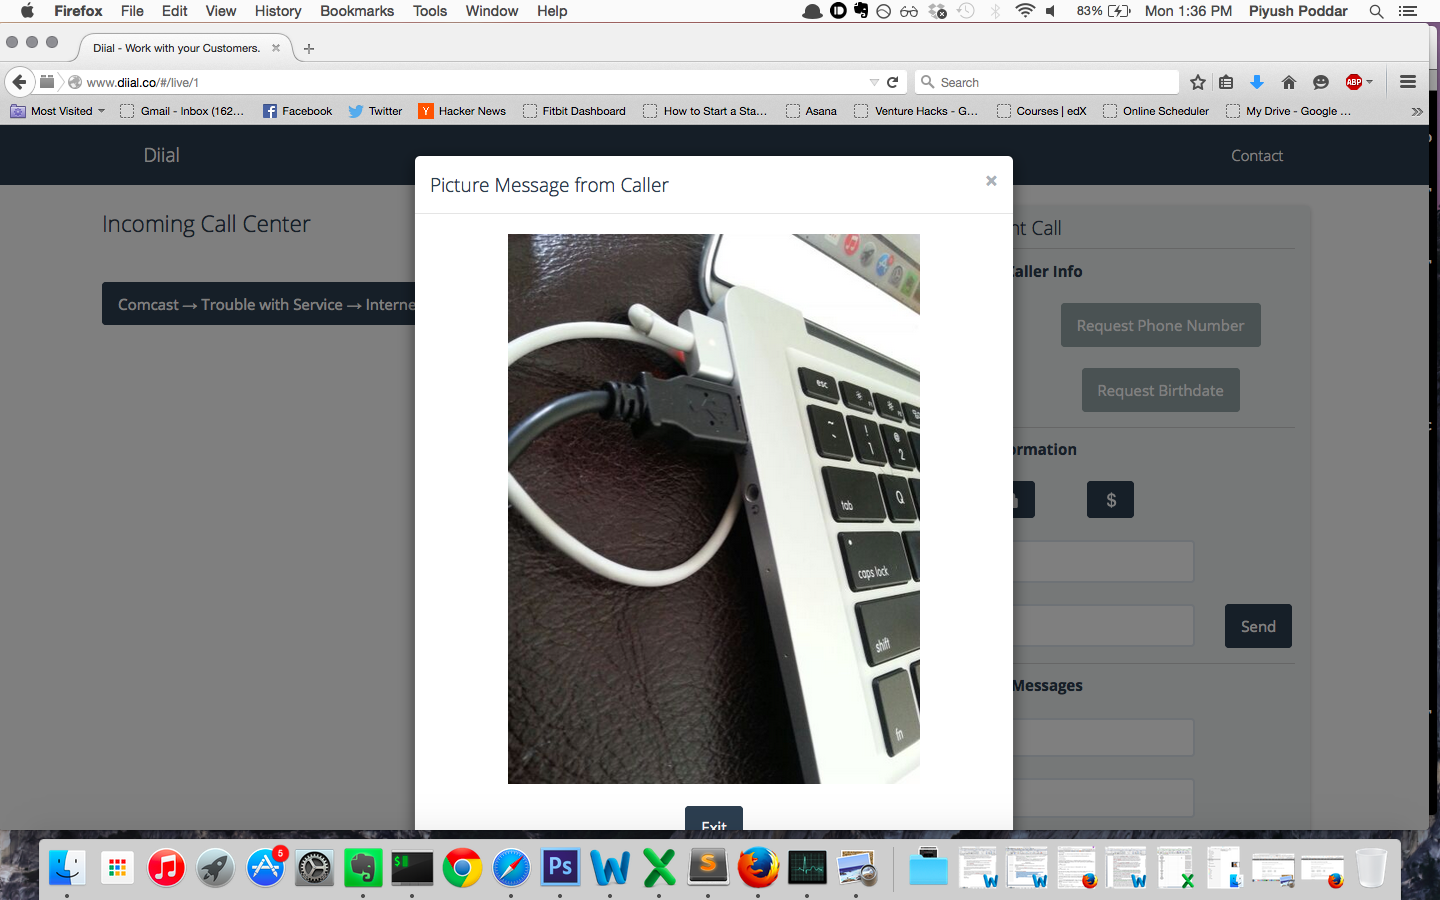 Firefox File Edit View History Bookmarks Tools Window Help 83% Mon 1:36 PM Piyush Poddar
Diial - Work with your Customers.
www.diial.co/#/live/1 Search ABP
Most Visited Gmail - Inbox (162... Facebook Twitter Y Hacker News Fitbit Dashboard How to Start a Sta... Asana Venture Hacks - G... Courses | edX Online Scheduler My Drive - Google ...
Diial Contact
Picture Message from Caller ×
Incoming Call Center
nt Call
Caller Info
Comcast → Trouble with Service → Interne
Request Phone Number
Request Birthdate
ormation
$
Send
Messages
esc
~
!
1
@
2
tab
Q
caps lock
shift
fn
Exit
5
$
Ps
W
X
S
W
W
W
X